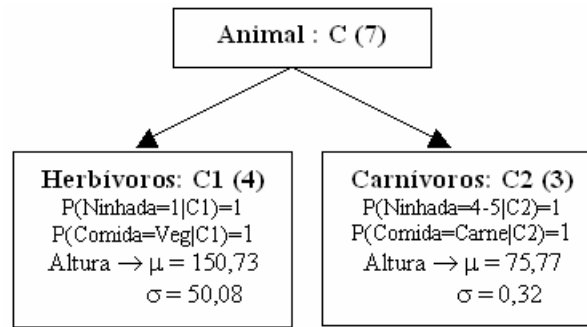 Animal : C (7)
Herbívoros: C1 (4)
P(Ninhada=1|C1)=1
P(Comida=Veg|C1)=1
Altura → μ = 150,73
σ = 50,08
Carnívoros: C2 (3)
P(Ninhada=4-5|C2)=1
P(Comida=Carne|C2)=1
Altura → μ = 75,77
σ = 0,32